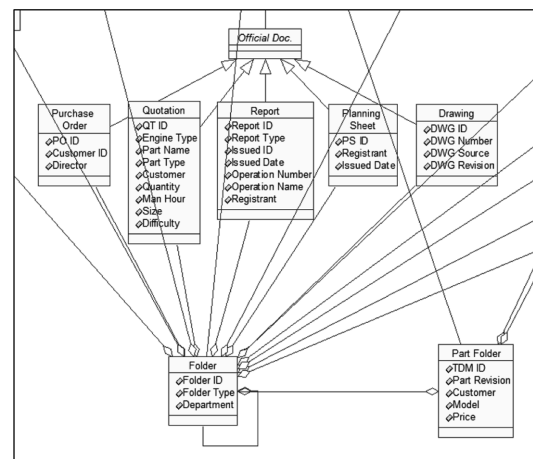 Official Doc.
Purchase
Order
PO ID
Customer ID
Director
Quotation
QT ID
Engine Type
Part Name
Part Type
Customer
Quantity
Man Hour
Size
Difficulty
Report
Report ID
Report Type
Issued ID
Issued Date
Operation Number
Operation Name
Registrant
Planning
Sheet
PS ID
Registrant
Issued Date
Drawing
DWG ID
DWG Number
DWG Source
DWG Revision
Folder
Folder ID
Folder Type
Department
Part Folder
TDM ID
Part Revision
Customer
Model
Price